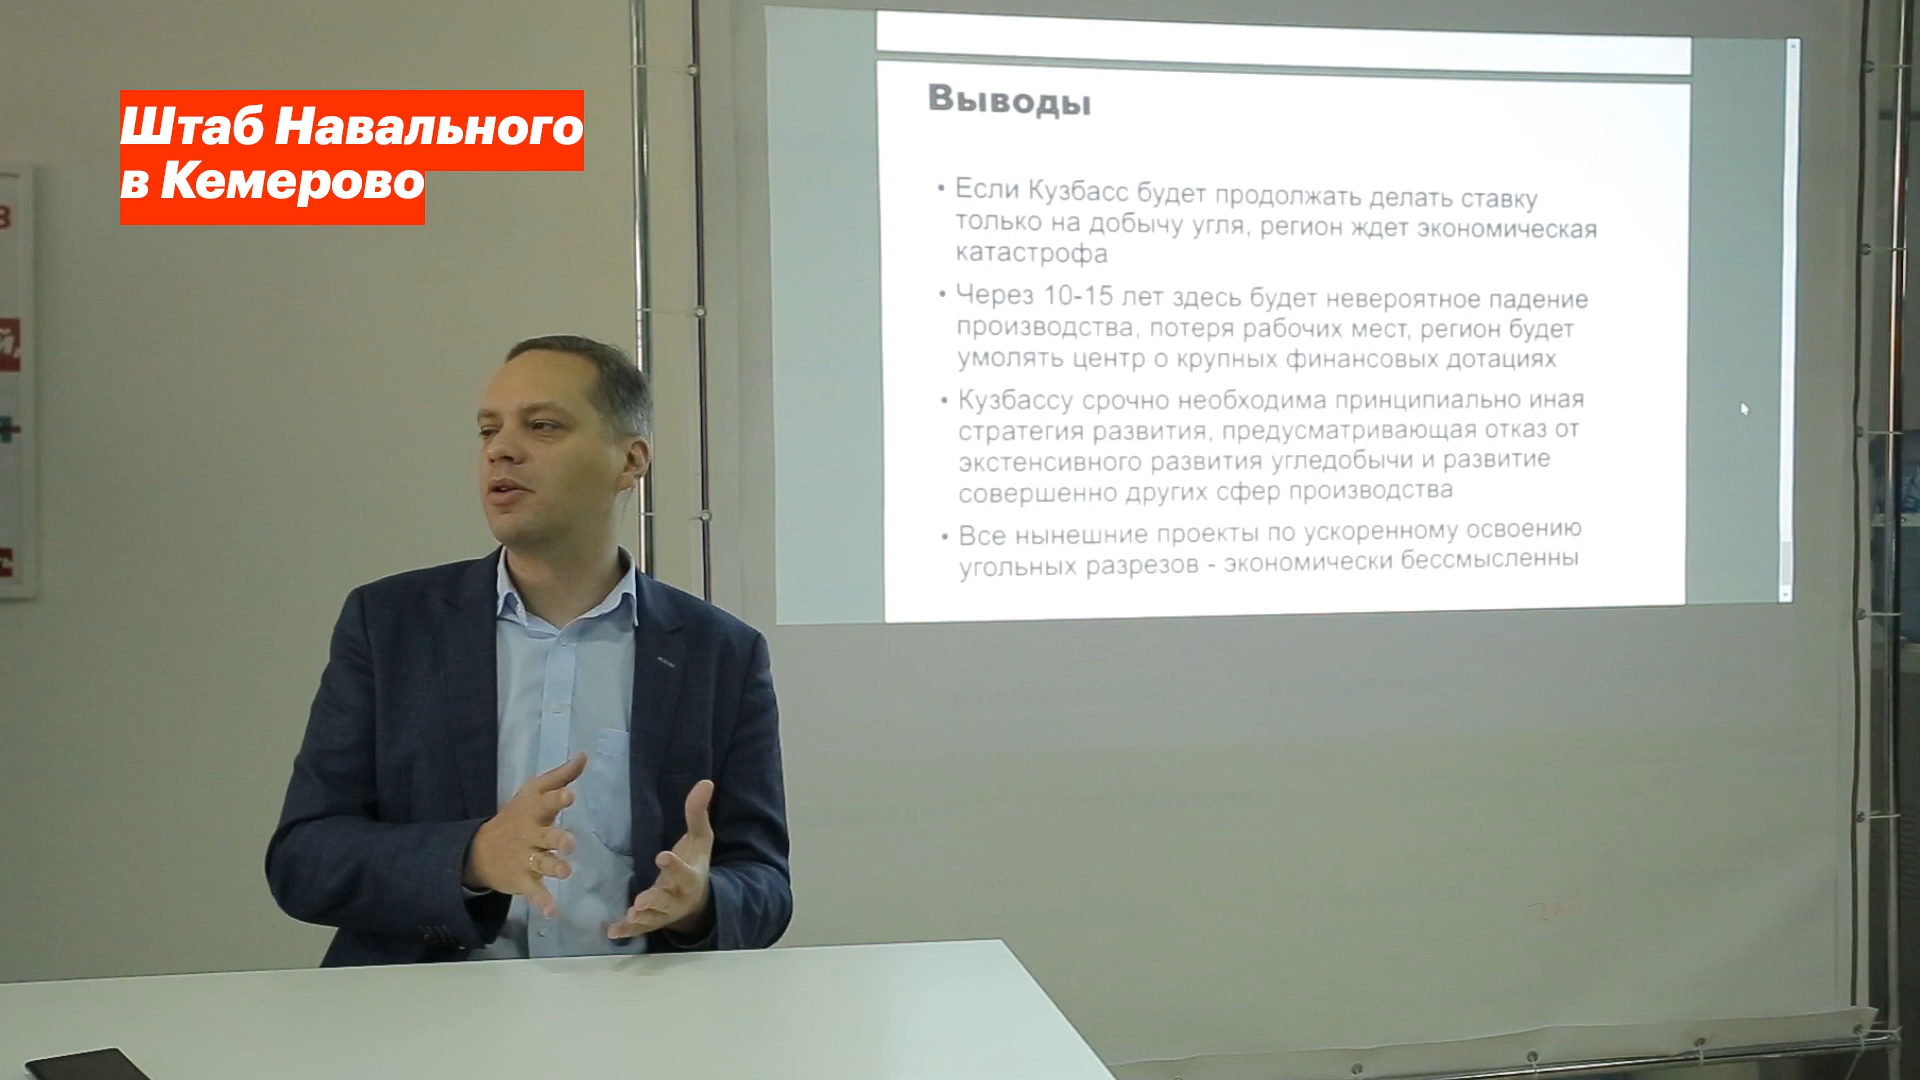 Штаб Навального
в Кемерово
Выводы
• Если Кузбасс будет продолжать делать ставку
только на добычу угля, регион ждет экономическая
катастрофа
• Через 10-15 лет здесь будет невероятное падение
производства, потеря рабочих мест, регион будет
умолять центр о крупных финансовых дотациях
• Кузбассу срочно необходима принципиально иная
стратегия развития, предусматривающая отказ от
экстенсивного развития угледобычи и развитие
совершенно других сфер производства
• Все нынешние проекты по ускоренному освоению
угольных разрезов - экономически бессмысленны